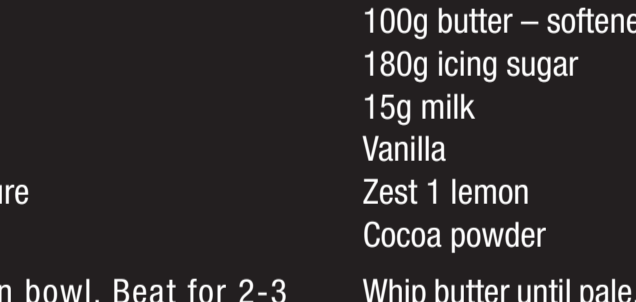 100g butter – softene
180g icing sugar
15g milk
Vanilla
ure
Zest 1 lemon
Cocoa powder
n bowl. Beat for 2-3
Whip butter until pale